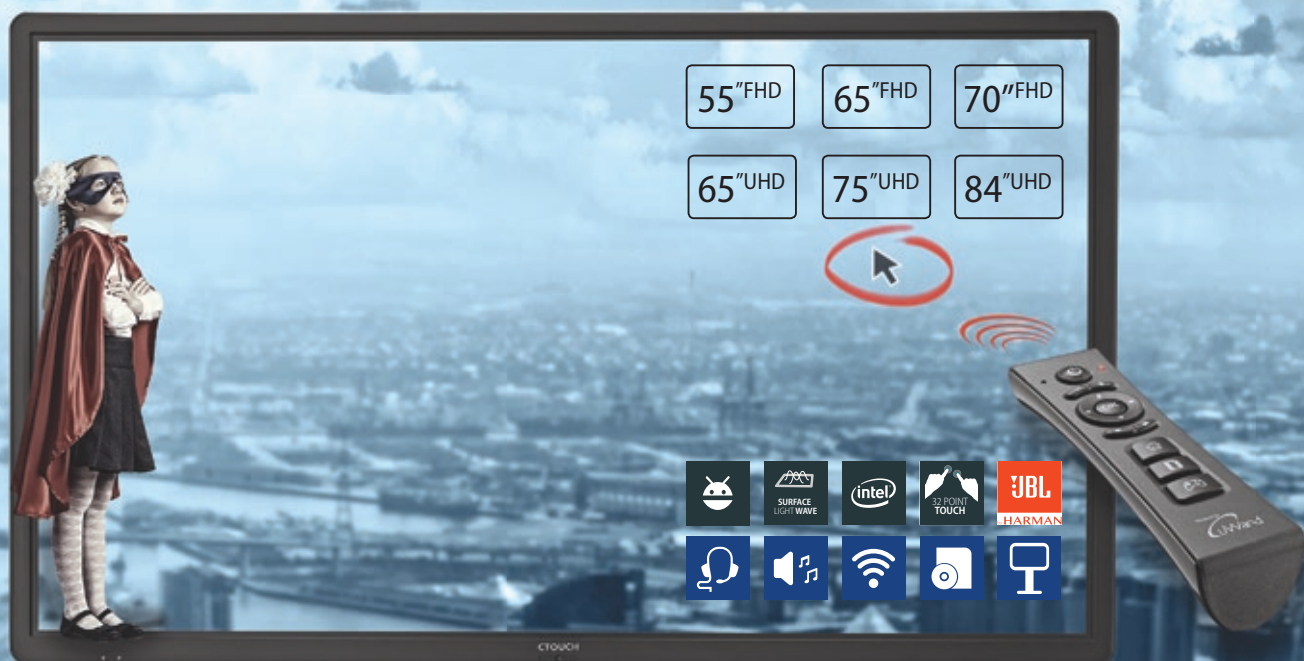 55"FHD 65"FHD 70"FHD
65"UHD 75"UHD 84"UHD
SURFACE
LIGHT WAVE
intel
32 POINT
TOUCH
JBL
HARMAN
CTOUCH